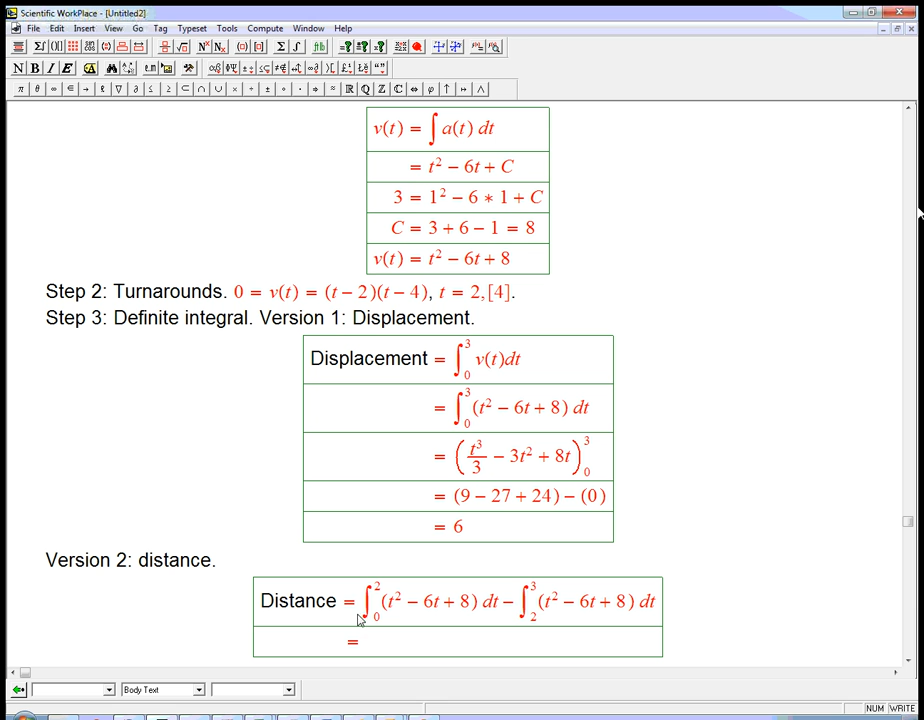 Scientific WorkPlace - [Untitled2]
File Edit Insert View Go Tag Typeset Tools Compute Window Help
v(t) = ∫ a(t) dt
= t² − 6t + C
3 = 1² − 6 ∗ 1 + C
C = 3 + 6 − 1 = 8
v(t) = t² − 6t + 8
Step 2: Turnarounds. 0 = v(t) = (t − 2)(t − 4), t = 2,[4].
Step 3: Definite integral. Version 1: Displacement.
Displacement = ∫₀³ v(t)dt
= ∫₀³ (t² − 6t + 8) dt
= (t³/3 − 3t² + 8t)₀³
= (9 − 27 + 24) − (0)
= 6
Version 2: distance.
Distance = ∫₀² (t² − 6t + 8) dt − ∫₂³ (t² − 6t + 8) dt
=
Body Text
NUM WRITE